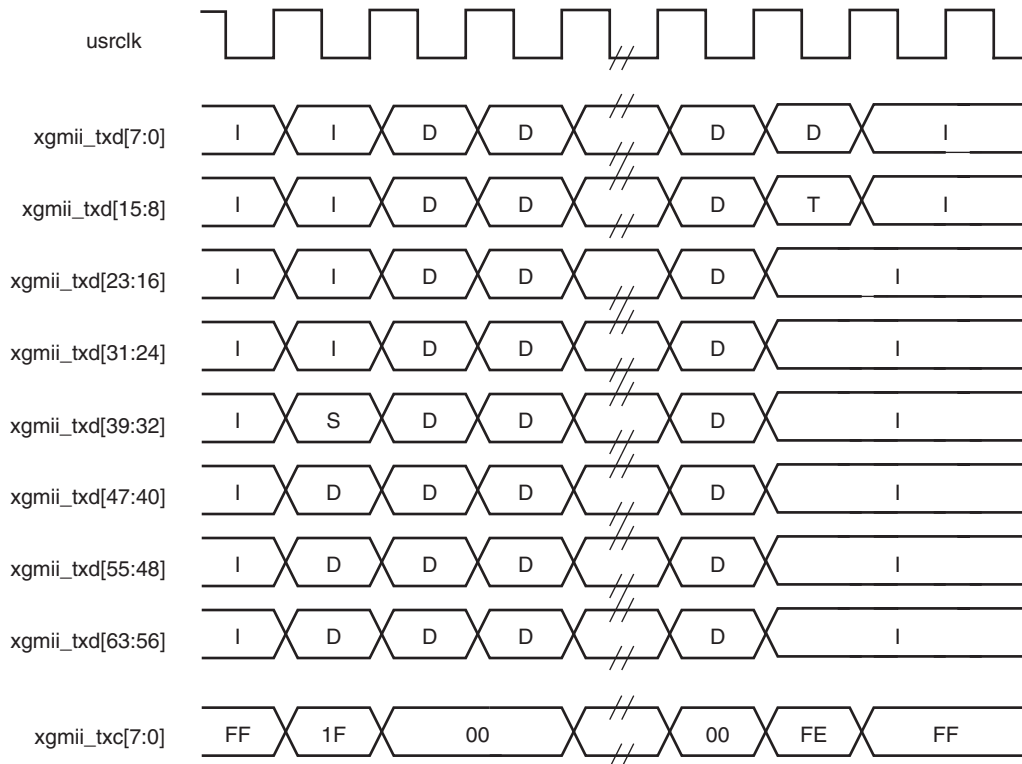 usrclk
xgmii_txd[7:0] I I D D D D I
xgmii_txd[15:8] I I D D D T I
xgmii_txd[23:16] I I D D D I
xgmii_txd[31:24] I I D D D I
xgmii_txd[39:32] I S D D D I
xgmii_txd[47:40] I D D D D I
xgmii_txd[55:48] I D D D D I
xgmii_txd[63:56] I D D D D I
xgmii_txc[7:0] FF 1F 00 00 FE FF